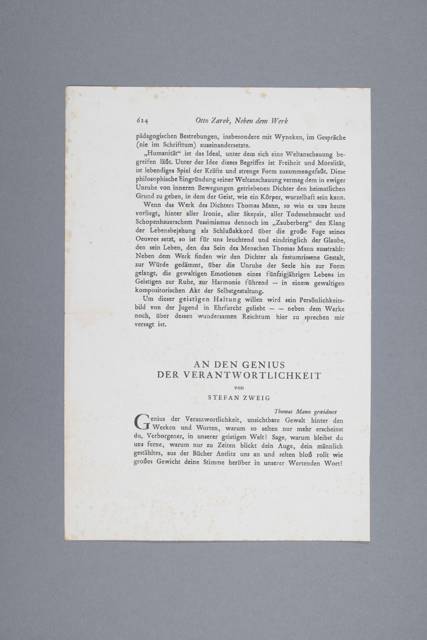 624 Otto Zarek, Neben dem Werk
pädagogischen Bestrebungen, insbesondere mit Wyneken, im Gespräche
(nie im Schrifttum) auseinandersetzte.
„Humanität“ ist das Ideal, unter dem sich eine Weltanschauung be-
greifen läßt. Unter der Idee dieses Begriffes ist Freiheit und Moralität,
ist lebendiges Spiel der Kräfte und strenge Form zusammengefaßt. Diese
philosophische Eingründung seiner Weltanschauung vermag dem in ewiger
Unruhe von inneren Bewegungen getriebenen Dichter den heimatlichen
Grund zu geben, in dem der Geist, wie ein Körper, wurzelhaft sein kann.
Wenn das Werk des Dichters Thomas Mann, so wie es uns heute
vorliegt, hinter aller Ironie, aller Skepsis, aller Todessehnsucht und
Schopenhauerschem Pessimismus dennoch im „Zauberberg“ den Klang
der Lebensbejahung als Schlußakkord über die große Fuge seines
Oeuvres setzt, so ist für uns leuchtend und eindringlich der Glaube,
den sein Leben, den das Sein des Menschen Thomas Mann ausstrahlt:
Neben dem Werk finden wir den Dichter als festumrissene Gestalt,
zur Würde gedämmt, über die Unruhe der Seele hin zur Form
gelangt, die gewaltigen Emotionen eines fünfzigjährigen Lebens im
Geistigen zur Ruhe, zur Harmonie führend — in einem gewaltigen
kompositorischen Akt der Selbstgestaltung.
Um dieser geistigen Haltung willen wird sein Persönlichkeits-
bild von der Jugend in Ehrfurcht geliebt — — neben dem Werke
noch, über dessen wundersamen Reichtum hier zu sprechen mir
versagt ist.
AN DEN GENIUS
DER VERANTWORTLICHKEIT
von
STEFAN ZWEIG
Thomas Mann gewidmet
Genius der Verantwortlichkeit, unsichtbare Gewalt hinter den
Werken und Worten, warum so selten nur mehr erscheinst
du, Verborgener, in unserer geistigen Welt! Sage, warum bleibst du
uns ferne, warum nur zu Zeiten blickt dein Auge, dein männlich
gestähltes, aus der Bücher Antlitz uns an und selten bloß rollt wie
großes Gewicht deine Stimme herüber in unserer Wartenden Wort!